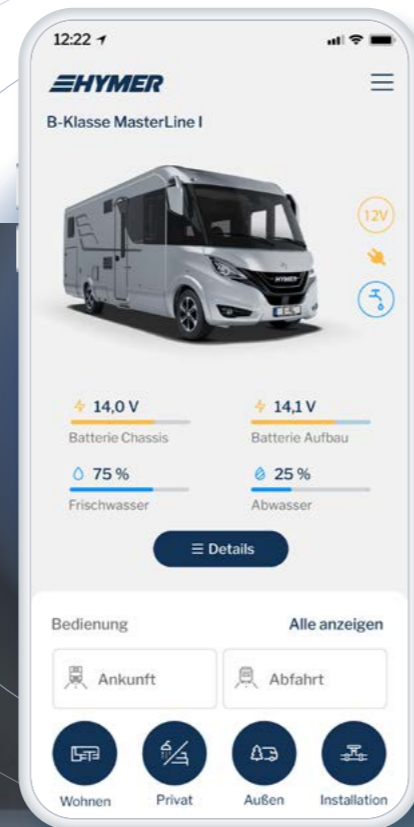 12:22
HYMER
B-Klasse MasterLine I
HYMER
12V
14,0 V
14,1 V
Batterie Chassis
Batterie Aufbau
75 %
25 %
Frischwasser
Abwasser
Details
Bedienung
Alle anzeigen
Ankunft
Abfahrt
Wohnen
Privat
Außen
Installation